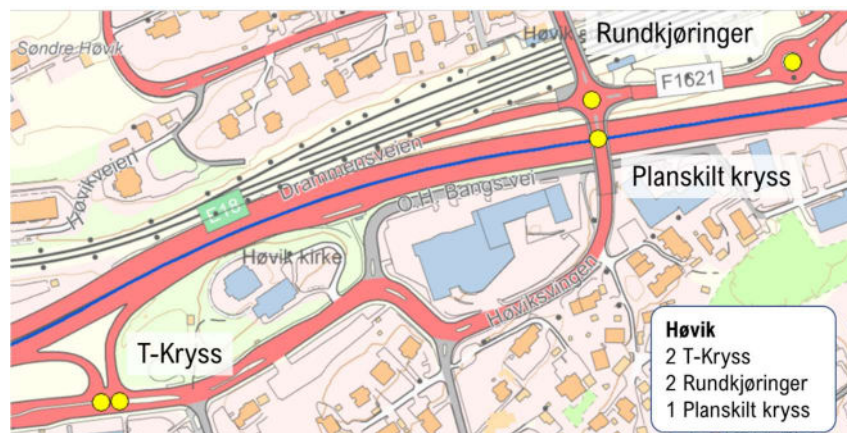 Søndre Høvik
Høvik
Rundkjøringer
F1621
Høvikveien
Drammensveien
E18
O.H. Bangs vei
Planskilt kryss
Høvik kirke
Høviksvingen
T-Kryss
Høvik
2 T-Kryss
2 Rundkjøringer
1 Planskilt kryss